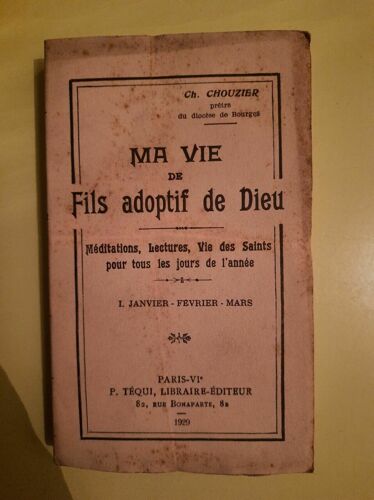 Ch. CHOUZIER
prêtre
du diocèse de Bourges
MA VIE
DE
Fils adoptif de Dieu
Méditations, Lectures, Vie des Saints
pour tous les jours de l'année
I. JANVIER - FÉVRIER - MARS
PARIS-VIe
P. TÉQUI, LIBRAIRE-ÉDITEUR
82, RUE BONAPARTE, 82
1929